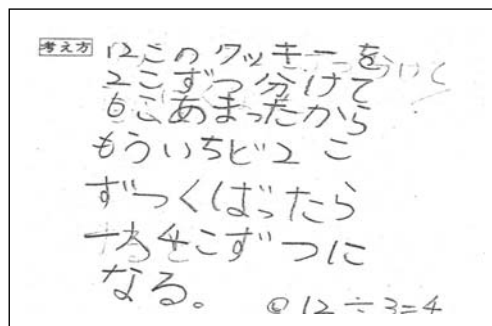 考え方 12このクッキーを
2こずつ分けて
6こあまったから
もういちど2こ
ずつくばったら
一人4こずつに
なる。 @12÷3=4